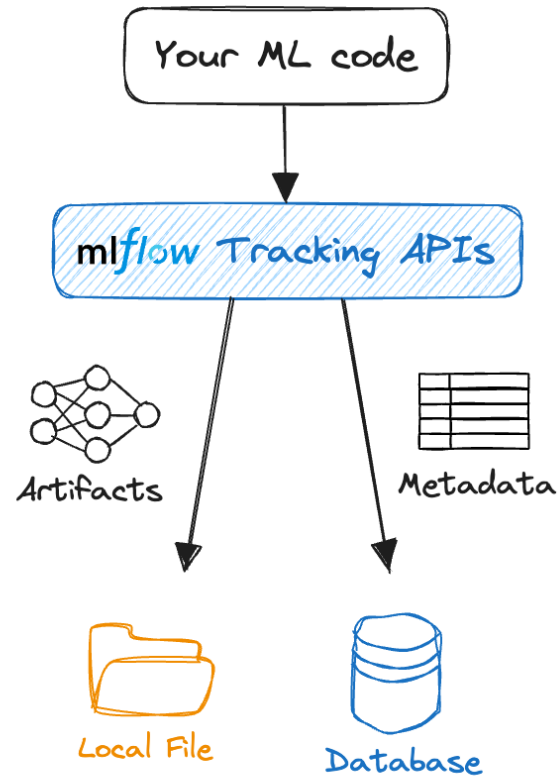 Your ML code
mlflow Tracking APIs
Artifacts
Metadata
Local File
Database